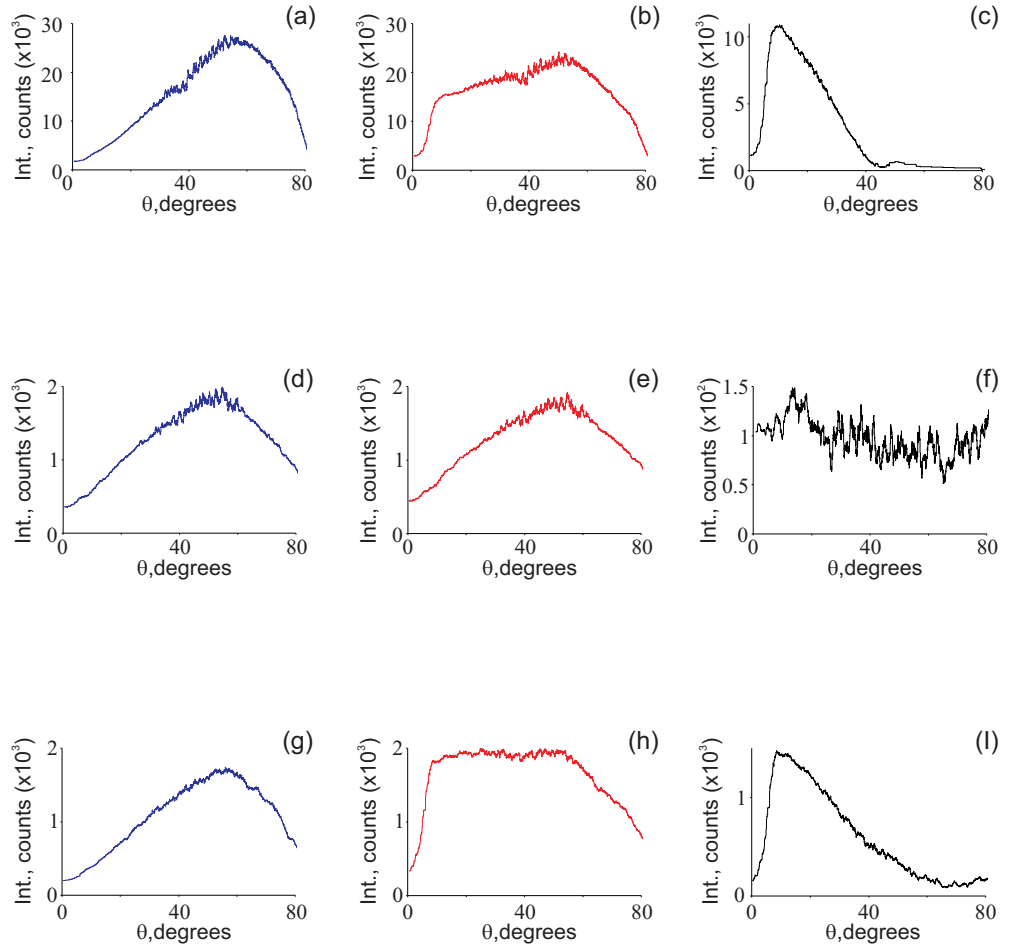 (a)
Int., counts (x10³)
30
20
10
0
0 40 80
θ,degrees
(b)
Int., counts (x10³)
30
20
10
0
0 40 80
θ,degrees
(c)
Int., counts (x10³)
10
5
0
0 40 80
θ,degrees
(d)
Int., counts (x10³)
2
1
0
0 40 80
θ,degrees
(e)
Int., counts (x10³)
2
1
0
0 40 80
θ,degrees
(f)
Int., counts (x10²)
1.5
1
0.5
0
0 40 80
θ,degrees
(g)
Int., counts (x10³)
2
1
0
0 40 80
θ,degrees
(h)
Int., counts (x10³)
2
1
0
0 40 80
θ,degrees
(I)
Int., counts (x10³)
1
0
0 40 80
θ,degrees